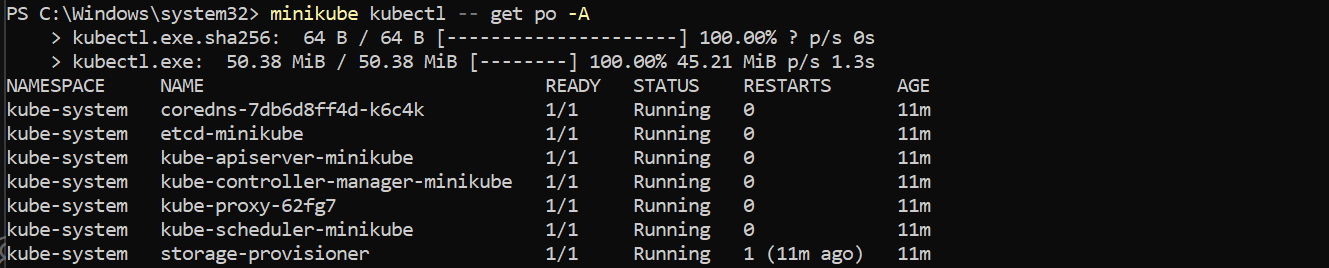 PS C:\Windows\system32> minikube kubectl -- get po -A
    > kubectl.exe.sha256:  64 B / 64 B [---------------------] 100.00% ? p/s 0s
    > kubectl.exe:  50.38 MiB / 50.38 MiB [--------] 100.00% 45.21 MiB p/s 1.3s
NAMESPACE     NAME                               READY   STATUS    RESTARTS      AGE
kube-system   coredns-7db6d8ff4d-k6c4k           1/1     Running   0             11m
kube-system   etcd-minikube                      1/1     Running   0             11m
kube-system   kube-apiserver-minikube            1/1     Running   0             11m
kube-system   kube-controller-manager-minikube   1/1     Running   0             11m
kube-system   kube-proxy-62fg7                   1/1     Running   0             11m
kube-system   kube-scheduler-minikube            1/1     Running   0             11m
kube-system   storage-provisioner                1/1     Running   1 (11m ago)   11m